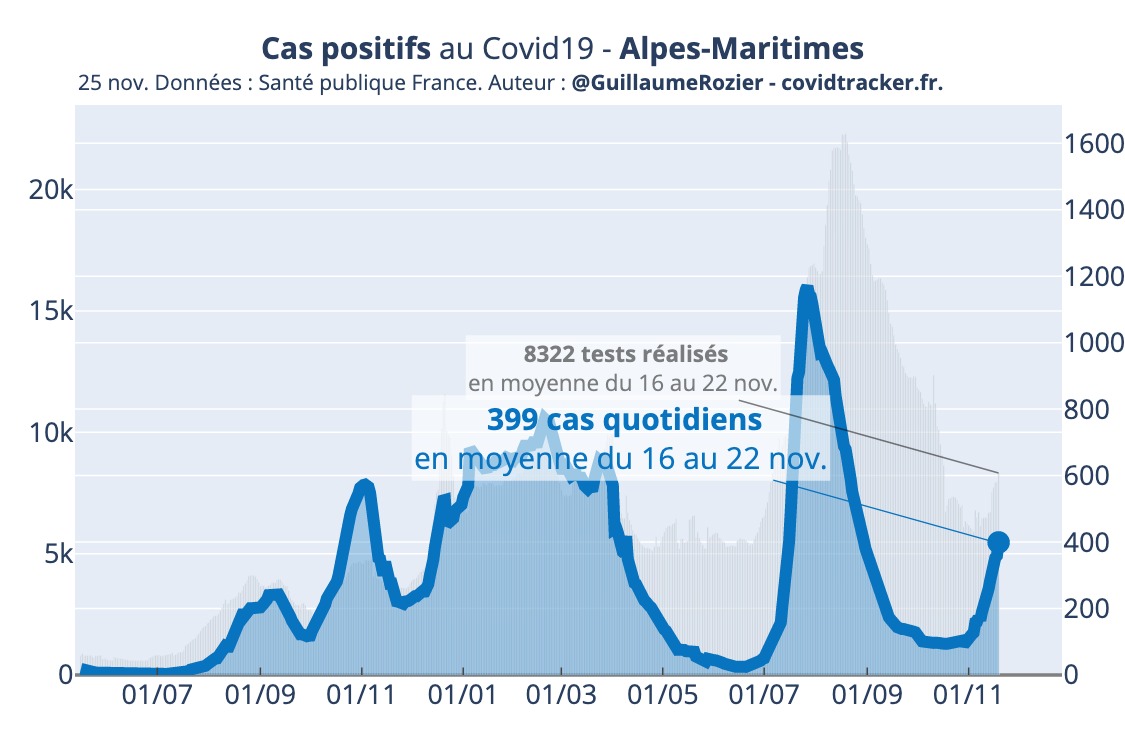 Cas positifs au Covid19 - Alpes-Maritimes
25 nov. Données : Santé publique France. Auteur : @GuillaumeRozier - covidtracker.fr.
1600
20k
1400
1200
15k
1000
8322 tests réalisés
en moyenne du 16 au 22 nov.
399 cas quotidiens
800
10k
en moyenne du 16 au 22 nov.
600
5k
400
200
0
0
01/07
01/09
01/11
01/01
01/03
01/05
01/07
01/09
01/11